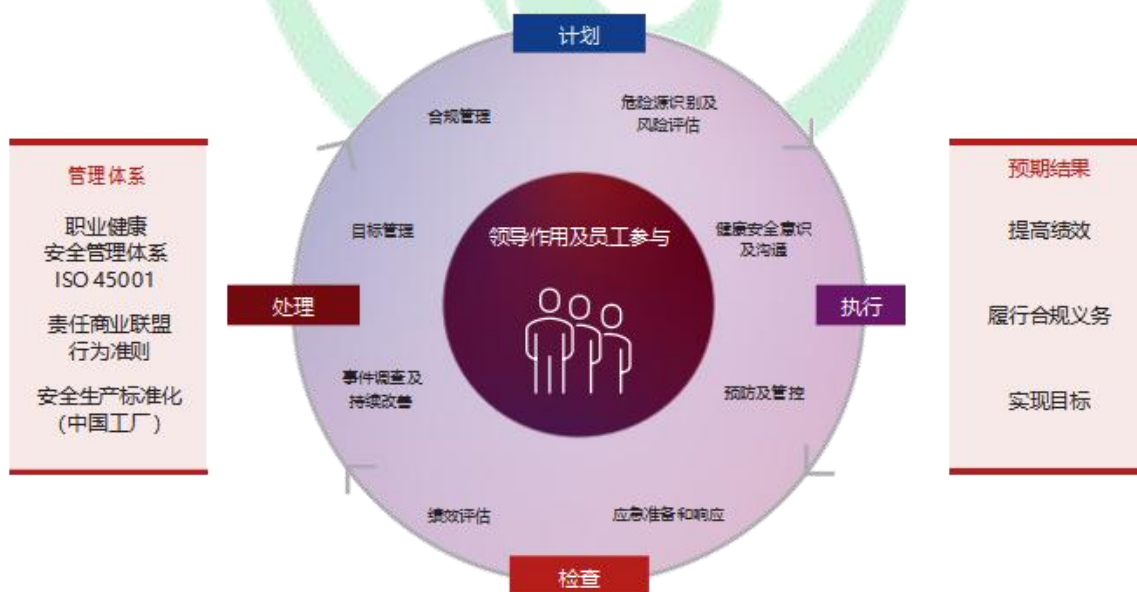 管理体系
职业健康
安全管理体系
ISO 45001
责任商业联盟
行为准则
安全生产标准化
(中国工厂)
计划
合规管理
危险源识别及
风险评估
目标管理
领导作用及员工参与
健康安全意识
及沟通
处理
执行
事件调查及
持续改善
预防及管控
绩效评估
应急准备和响应
检查
预期结果
提高绩效
履行合规义务
实现目标